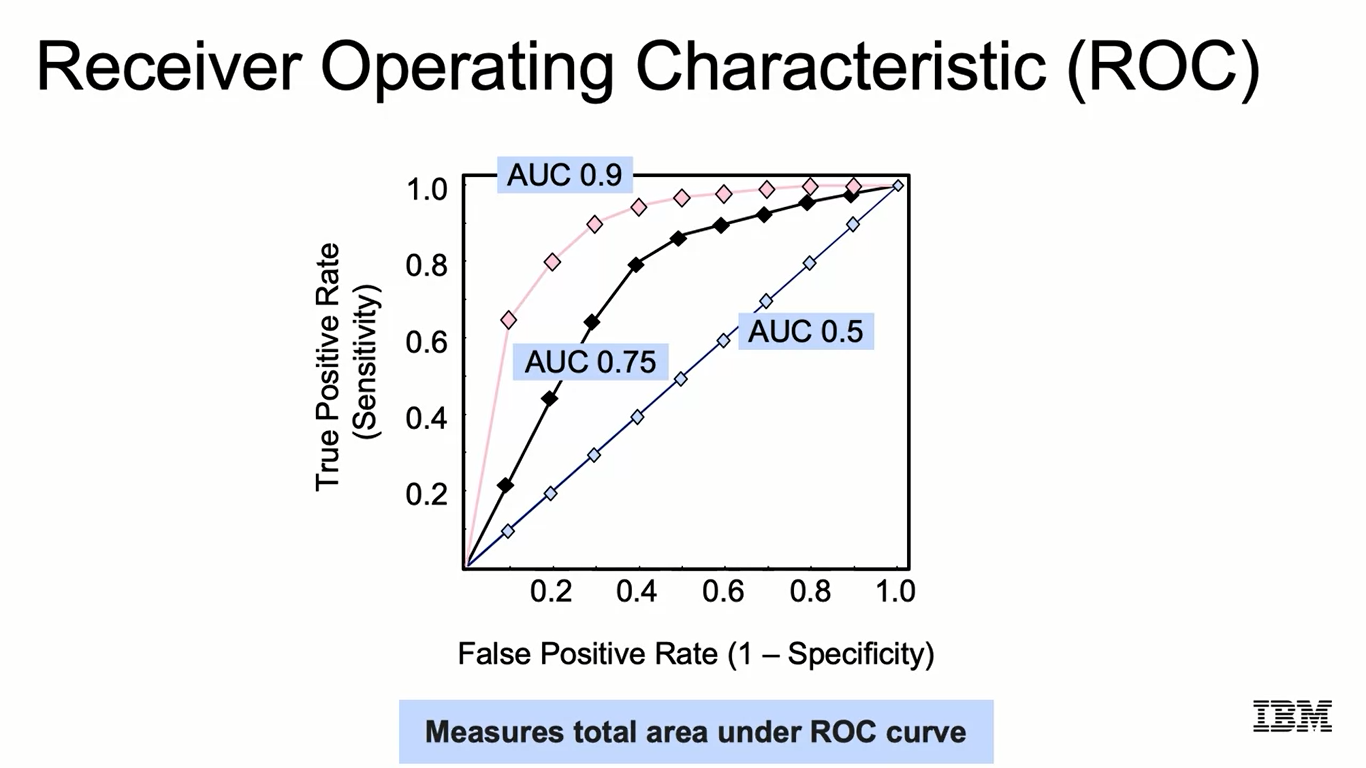 Receiver Operating Characteristic (ROC)
AUC 0.9
1.0
0.8
0.6
0.4
0.2
True Positive Rate
(Sensitivity)
AUC 0.75
AUC 0.5
0.2 0.4 0.6 0.8 1.0
False Positive Rate (1 – Specificity)
Measures total area under ROC curve
IBM